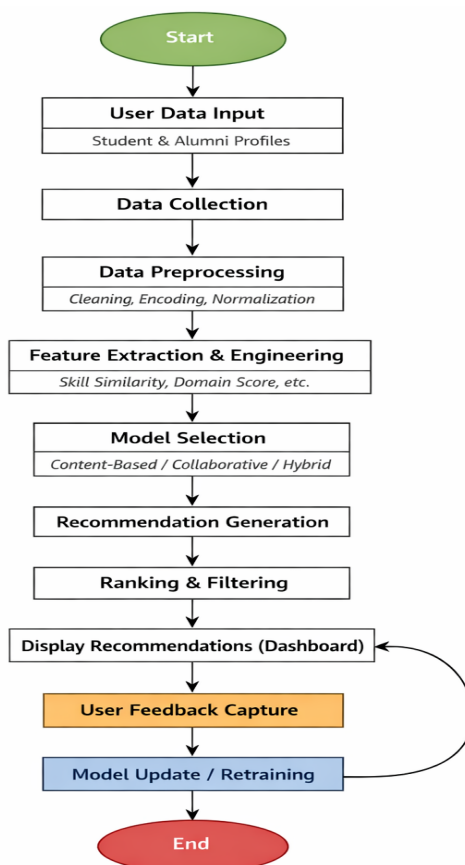 Start
User Data Input
Student & Alumni Profiles
Data Collection
Data Preprocessing
Cleaning, Encoding, Normalization
Feature Extraction & Engineering
Skill Similarity, Domain Score, etc.
Model Selection
Content-Based / Collaborative / Hybrid
Recommendation Generation
Ranking & Filtering
Display Recommendations (Dashboard)
User Feedback Capture
Model Update / Retraining
End